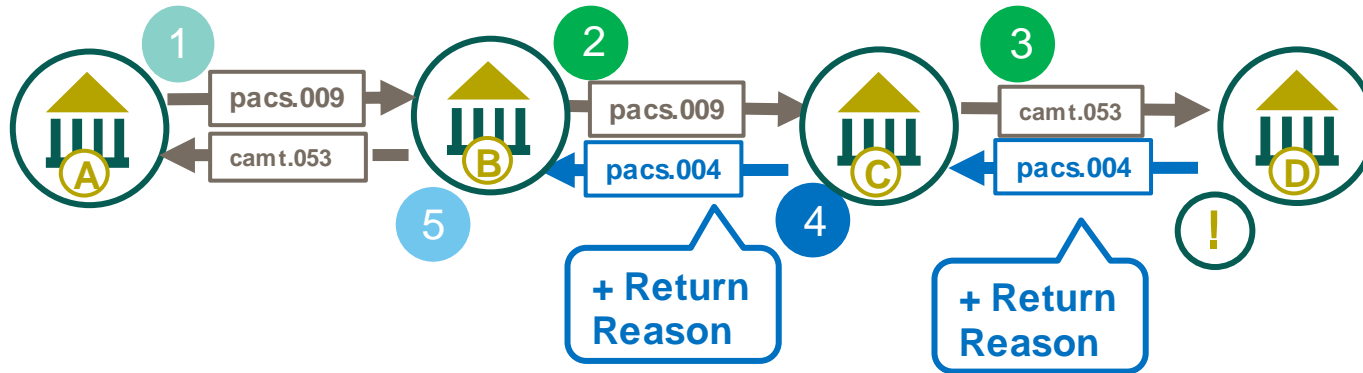 1
2
3
pacs.009
pacs.009
camt.053
camt.053
pacs.004
pacs.004
A
B
C
D
5
4
!
+ Return
Reason
+ Return
Reason